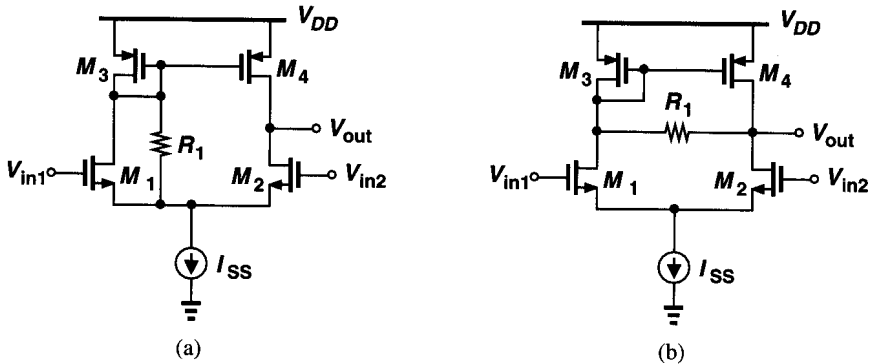 V_DD
M_3
M_4
R_1
V_out
V_in1
M_1
M_2
V_in2
I_SS
(a)
V_DD
M_3
M_4
R_1
V_out
V_in1
M_1
M_2
V_in2
I_SS
(b)